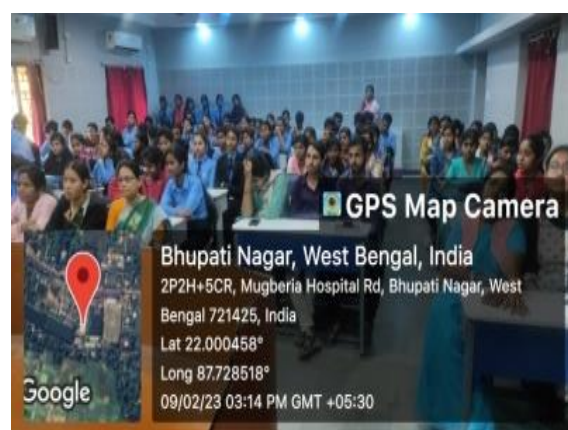 GPS Map Camera
Bhupati Nagar, West Bengal, India
2P2H+5CR, Mugberia Hospital Rd, Bhupati Nagar, West
Bengal 721425, India
Lat 22.000458°
Long 87.728518°
09/02/23 03:14 PM GMT +05:30
Google